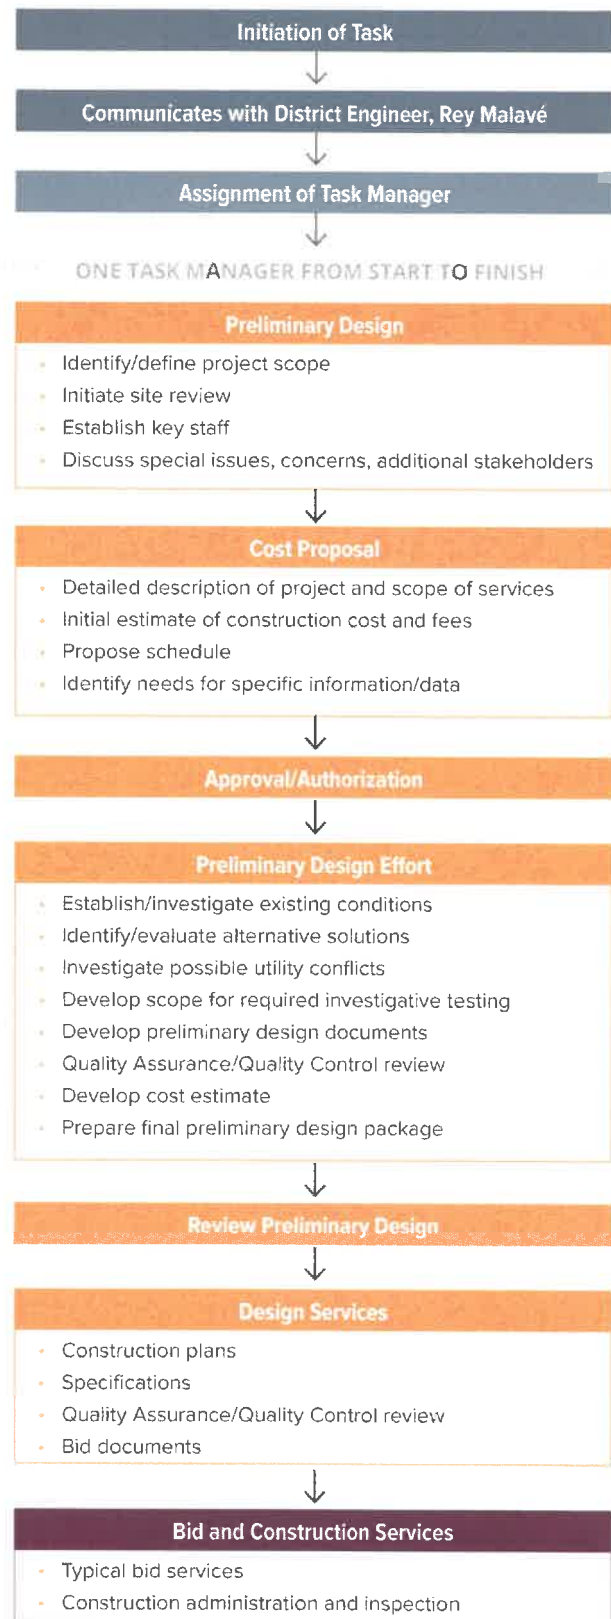 Initiation of Task
Communicates with District Engineer, Rey Malavé
Assignment of Task Manager
ONE TASK MANAGER FROM START TO FINISH
Preliminary Design
Identify/define project scope
Initiate site review
Establish key staff
Discuss special issues, concerns, additional stakeholders
Cost Proposal
Detailed description of project and scope of services
Initial estimate of construction cost and fees
Propose schedule
Identify needs for specific information/data
Approval/Authorization
Preliminary Design Effort
Establish/investigate existing conditions
Identify/evaluate alternative solutions
Investigate possible utility conflicts
Develop scope for required investigative testing
Develop preliminary design documents
Quality Assurance/Quality Control review
Develop cost estimate
Prepare final preliminary design package
Review Preliminary Design
Design Services
Construction plans
Specifications
Quality Assurance/Quality Control review
Bid documents
Bid and Construction Services
Typical bid services
Construction administration and inspection